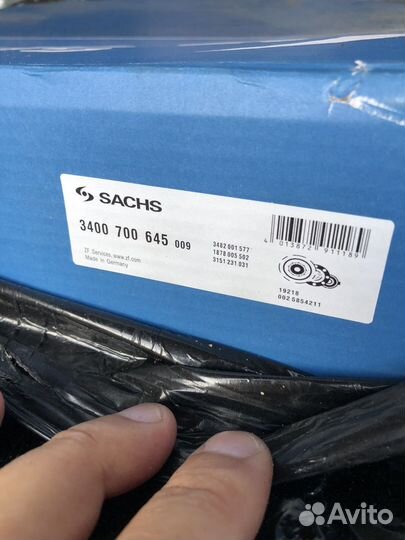 SACHS
3400 700 645 009
3482 001 577
1878 005 502
3151 231 031
ZF Services, www.zf.com
Made in Germany
4 013872 911189
19218
002 5854211
Avito